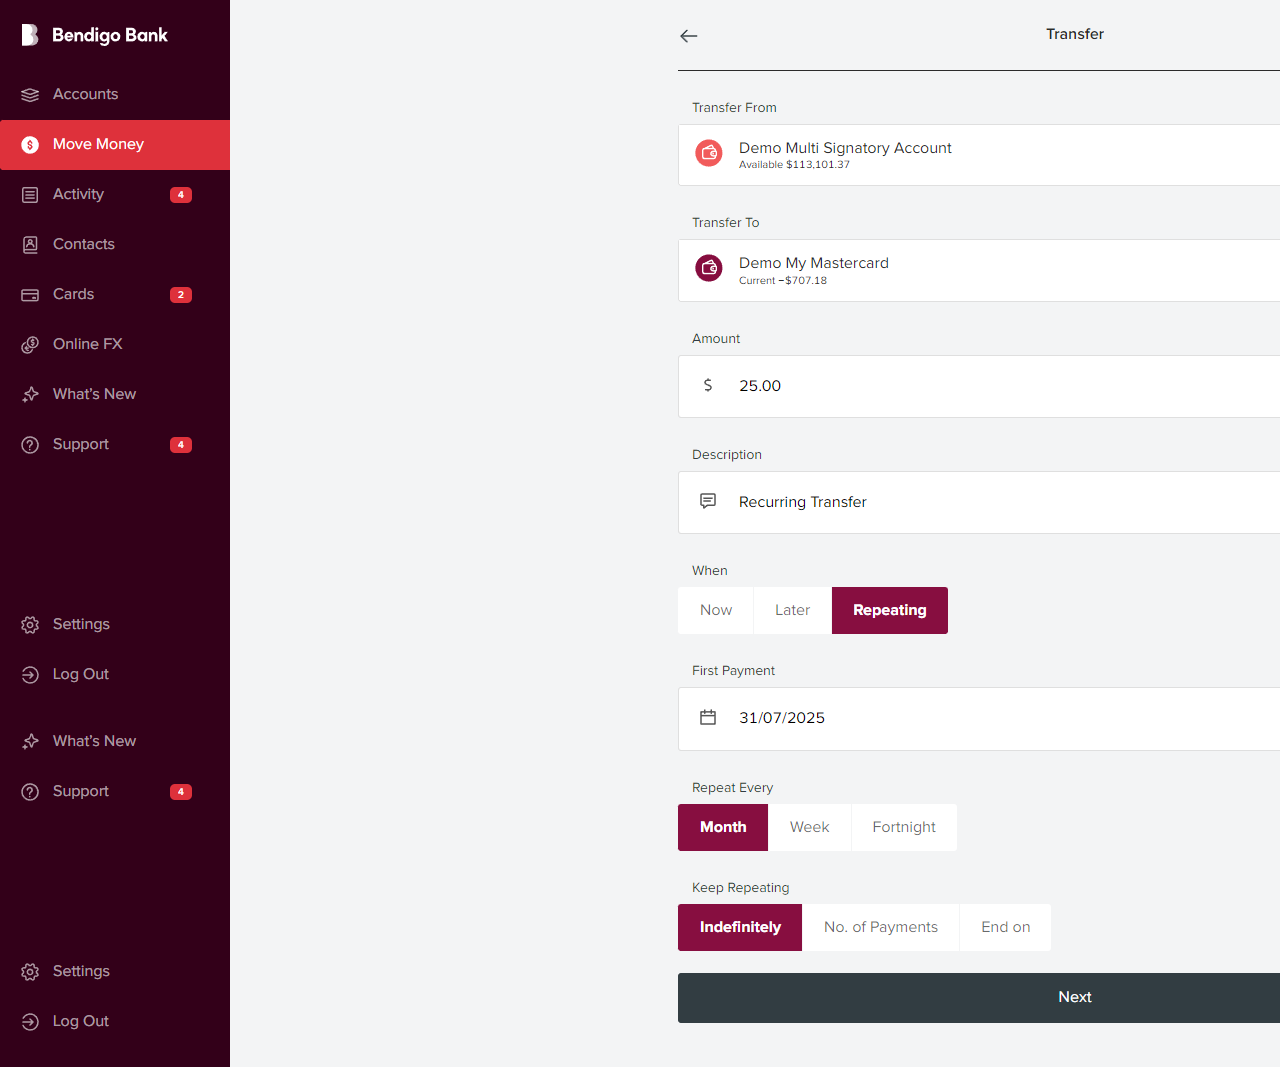 Bendigo Bank
Accounts
Move Money
Activity 4
Contacts
Cards 2
Online FX
What's New
Support 4
Settings
Log Out
What's New
Support 4
Settings
Log Out
Transfer
Transfer From
Demo Multi Signatory Account
Available $113,101.37
Transfer To
Demo My Mastercard
Current −$707.18
Amount
$ 25.00
Description
Recurring Transfer
When
Now Later Repeating
First Payment
31/07/2025
Repeat Every
Month Week Fortnight
Keep Repeating
Indefinitely No. of Payments End on
Next